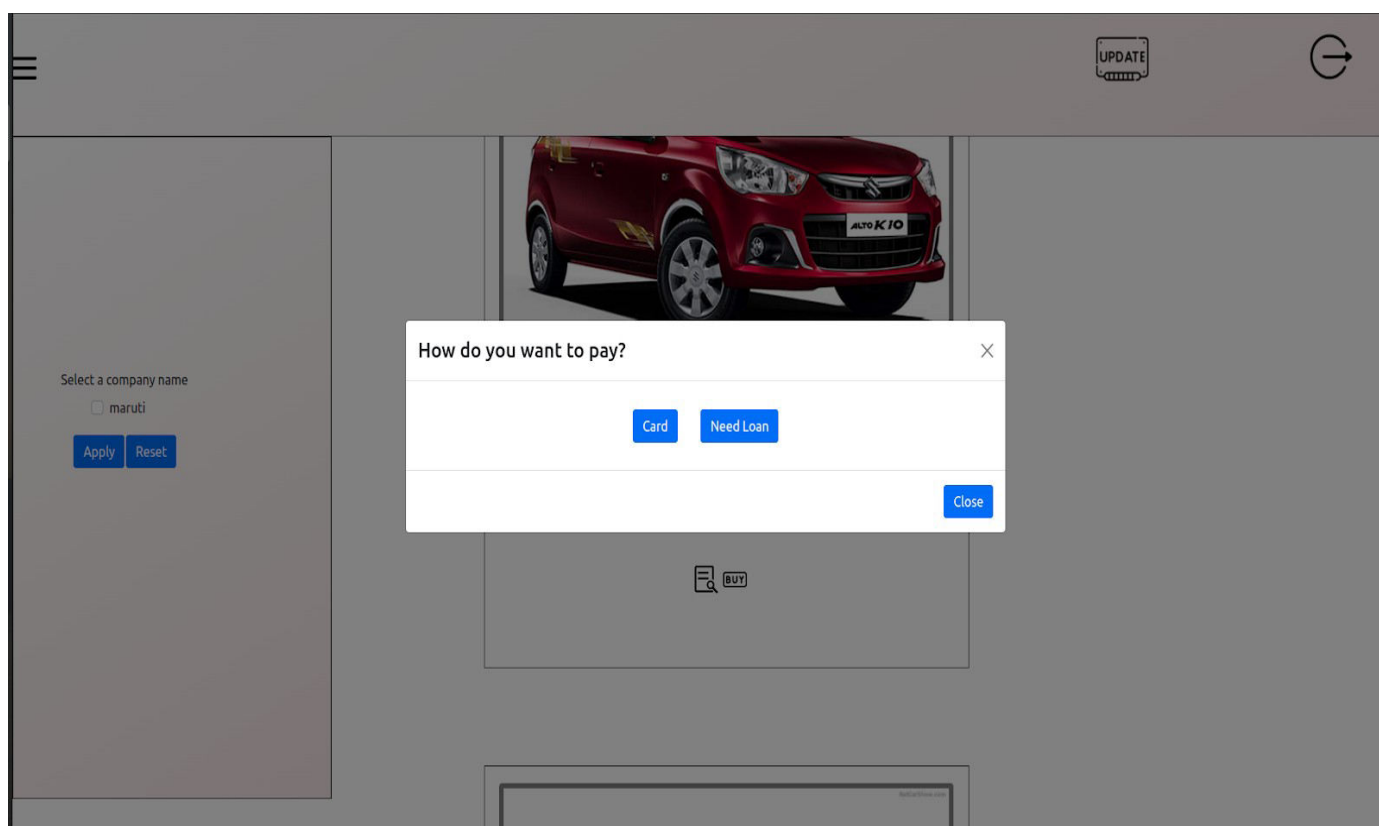 UPDATE
ALTO K10
How do you want to pay?
Card Need Loan
Close
Select a company name
maruti
Apply Reset
BUY